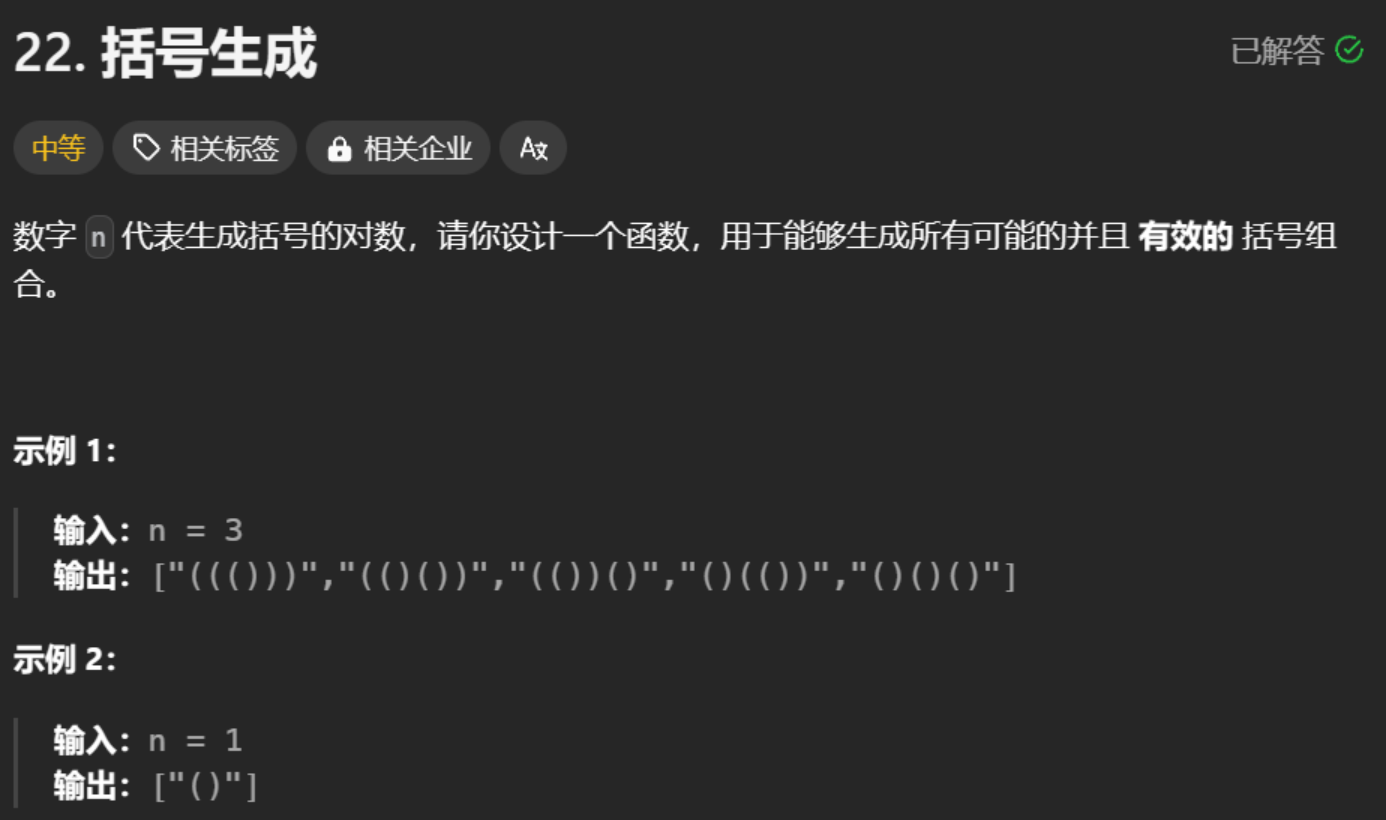 22. 括号生成
已解答
中等
相关标签
相关企业
数字 n 代表生成括号的对数，请你设计一个函数，用于能够生成所有可能的并且 有效的 括号组
合。
示例 1：
输入：n = 3
输出：["((()))","(()())","(())()","()(())","()()()"]
示例 2：
输入：n = 1
输出：["()"]